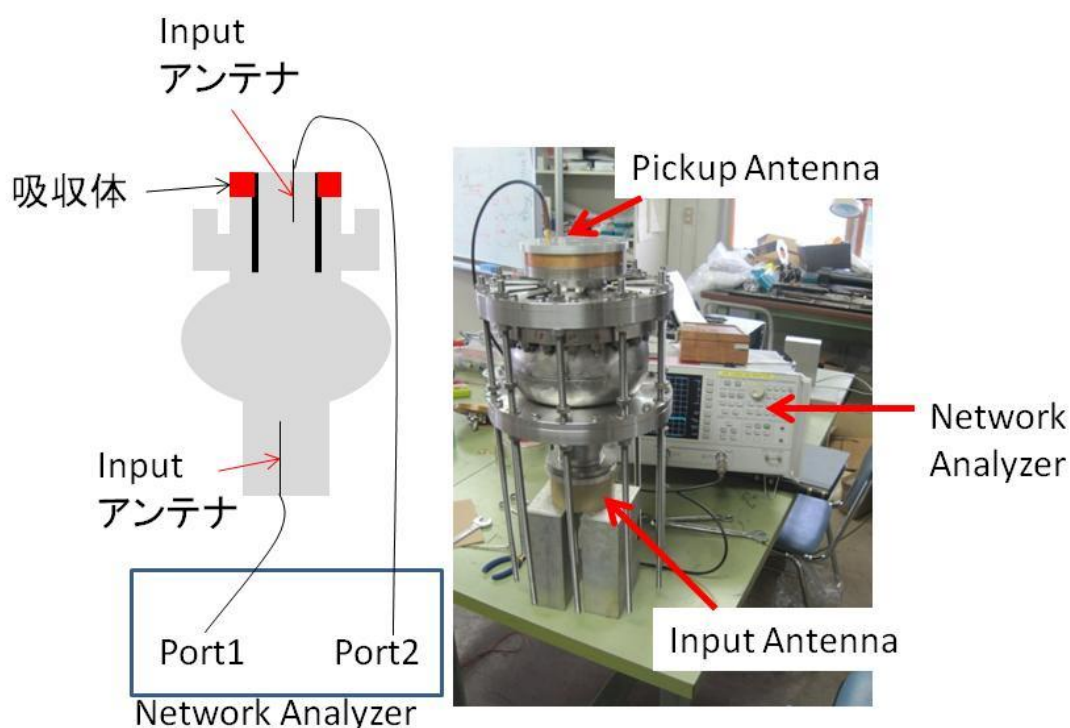 Input
アンテナ
吸収体
Input
アンテナ
Port1
Port2
Network Analyzer
Pickup Antenna
Network
Analyzer
Input Antenna